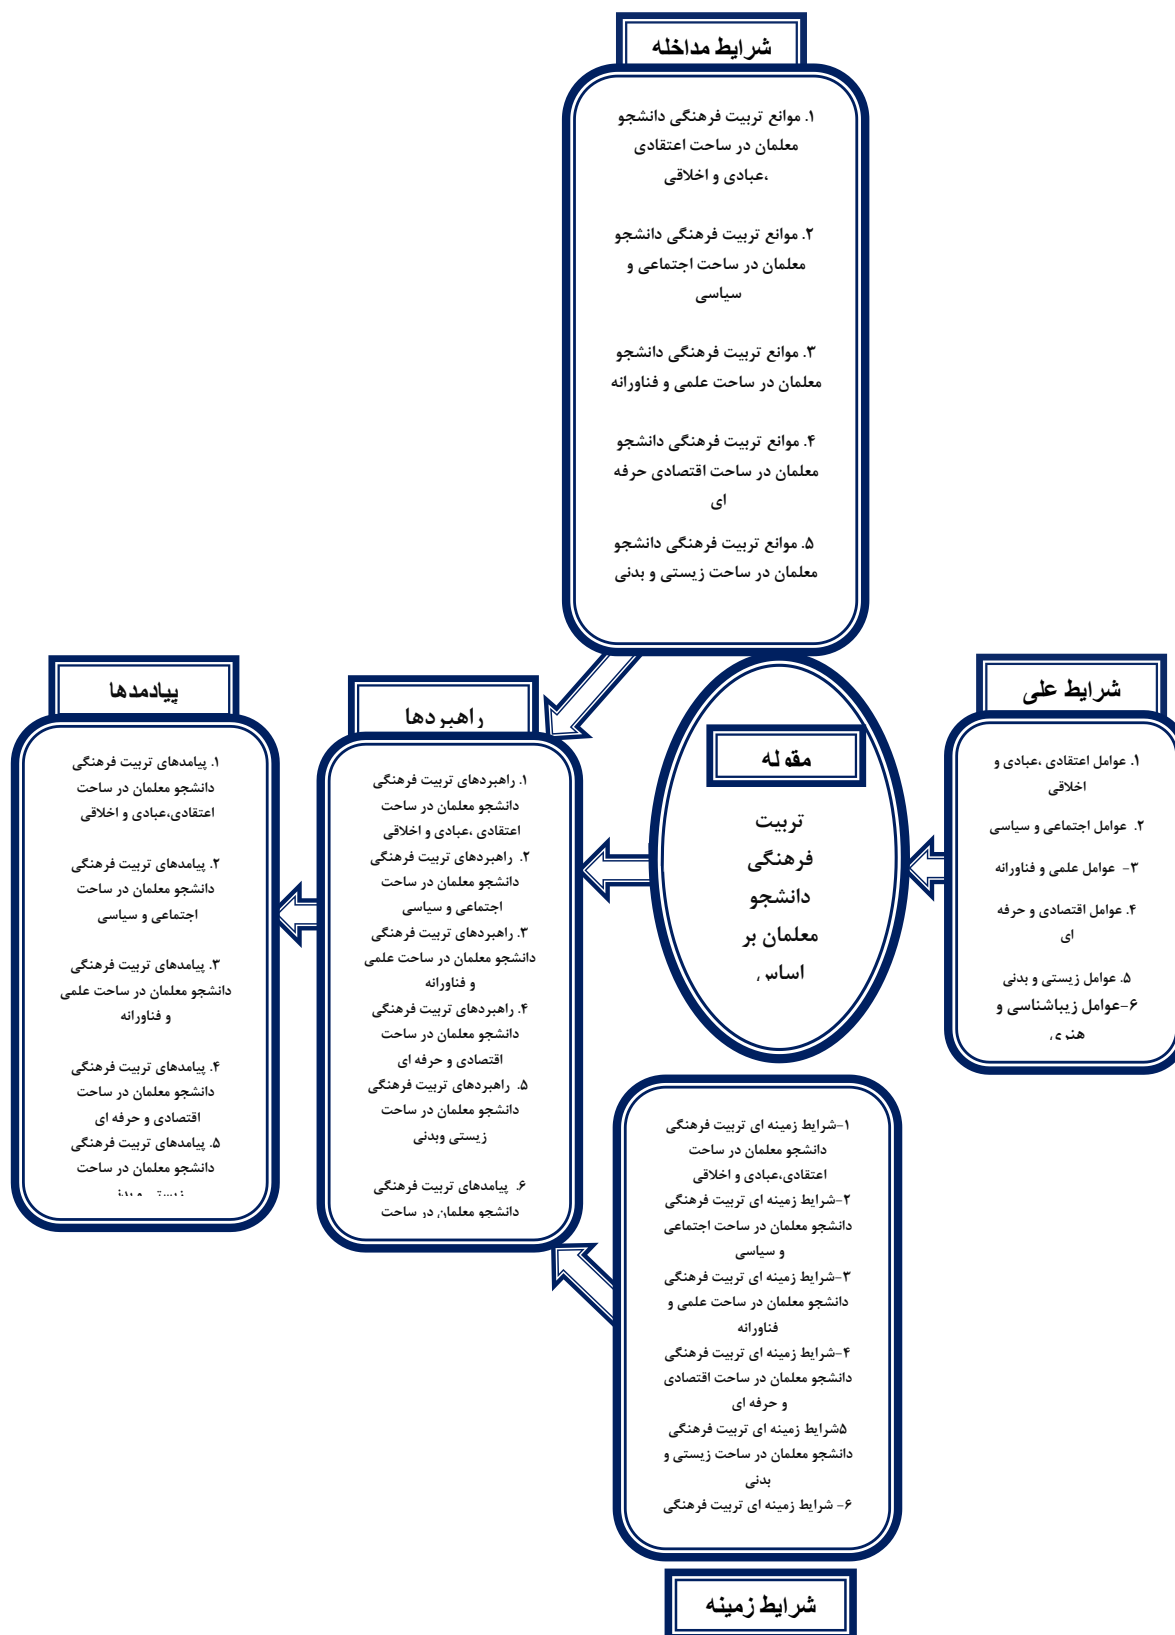 شرایط مداخله
۱. موانع تربیت فرهنگی دانشجو
معلمان در ساحت اعتقادی
،عبادی و اخلاقی
۲. موانع تربیت فرهنگی دانشجو
معلمان در ساحت اجتماعی و
سیاسی
۳. موانع تربیت فرهنگی دانشجو
معلمان در ساحت علمی و فناورانه
۴. موانع تربیت فرهنگی دانشجو
معلمان در ساحت اقتصادی حرفه
ای
۵. موانع تربیت فرهنگی دانشجو
معلمان در ساحت زیستی و بدنی
شرایط علی
۱. عوامل اعتقادی ،عبادی و
اخلاقی
۲. عوامل اجتماعی و سیاسی
۳- عوامل علمی و فناورانه
۴. عوامل اقتصادی و حرفه
ای
۵. عوامل زیستی و بدنی
۶-عوامل زیباشناسی و
هنری
مقوله
تربیت
فرهنگی
دانشجو
معلمان بر
اساس
راهبردها
۱. راهبردهای تربیت فرهنگی
دانشجو معلمان در ساحت
اعتقادی ،عبادی و اخلاقی
۲. راهبردهای تربیت فرهنگی
دانشجو معلمان در ساحت
اجتماعی و سیاسی
۳. راهبردهای تربیت فرهنگی
دانشجو معلمان در ساحت علمی
و فناورانه
۴. راهبردهای تربیت فرهنگی
دانشجو معلمان در ساحت
اقتصادی و حرفه ای
۵. راهبردهای تربیت فرهنگی
دانشجو معلمان در ساحت
زیستی وبدنی
۶. پیامدهای تربیت فرهنگی
دانشجو معلمان در ساحت
پیادمدها
۱. پیامدهای تربیت فرهنگی
دانشجو معلمان در ساحت
اعتقادی،عبادی و اخلاقی
۲. پیامدهای تربیت فرهنگی
دانشجو معلمان در ساحت
اجتماعی و سیاسی
۳. پیامدهای تربیت فرهنگی
دانشجو معلمان در ساحت علمی
و فناورانه
۴. پیامدهای تربیت فرهنگی
دانشجو معلمان در ساحت
اقتصادی و حرفه ای
۵. پیامدهای تربیت فرهنگی
دانشجو معلمان در ساحت
زیستی و بدنی
۱-شرایط زمینه ای تربیت فرهنگی
دانشجو معلمان در ساحت
اعتقادی،عبادی و اخلاقی
۲-شرایط زمینه ای تربیت فرهنگی
دانشجو معلمان در ساحت اجتماعی
و سیاسی
۳-شرایط زمینه ای تربیت فرهنگی
دانشجو معلمان در ساحت علمی و
فناورانه
۴-شرایط زمینه ای تربیت فرهنگی
دانشجو معلمان در ساحت اقتصادی
و حرفه ای
۵شرایط زمینه ای تربیت فرهنگی
دانشجو معلمان در ساحت زیستی و
بدنی
۶- شرایط زمینه ای تربیت فرهنگی
شرایط زمینه